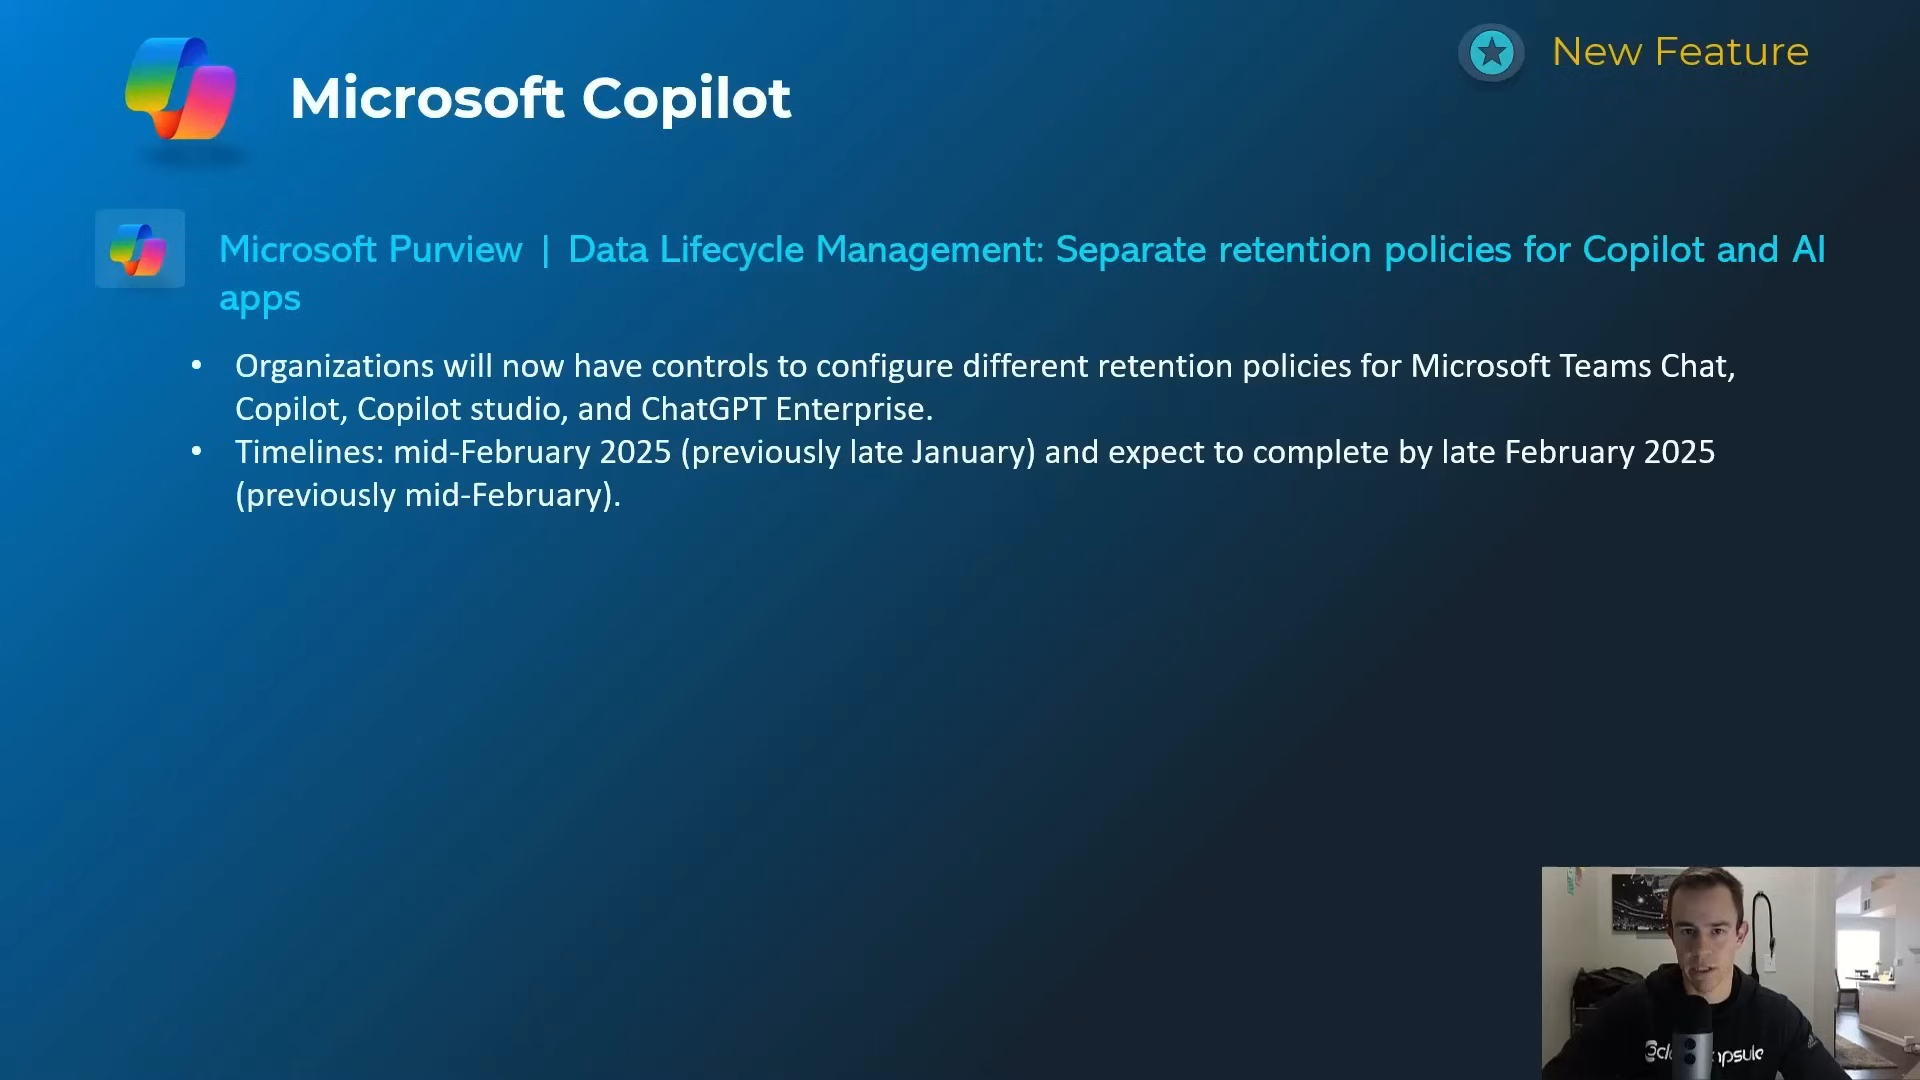 New Feature
Microsoft Copilot
Microsoft Purview | Data Lifecycle Management: Separate retention policies for Copilot and AI
apps
• Organizations will now have controls to configure different retention policies for Microsoft Teams Chat,
Copilot, Copilot studio, and ChatGPT Enterprise.
• Timelines: mid-February 2025 (previously late January) and expect to complete by late February 2025
(previously mid-February).